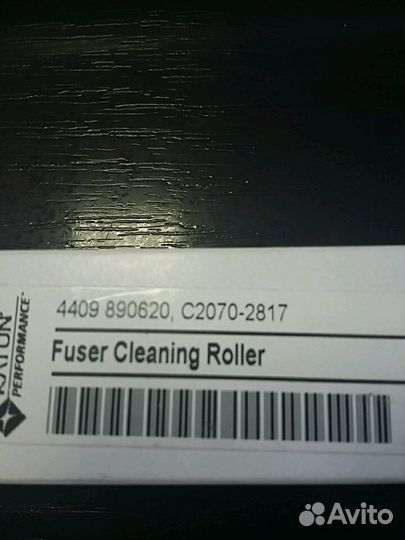 KATUN
PERFORMANCE
4409 890620, C2070-2817
Fuser Cleaning Roller
Avito